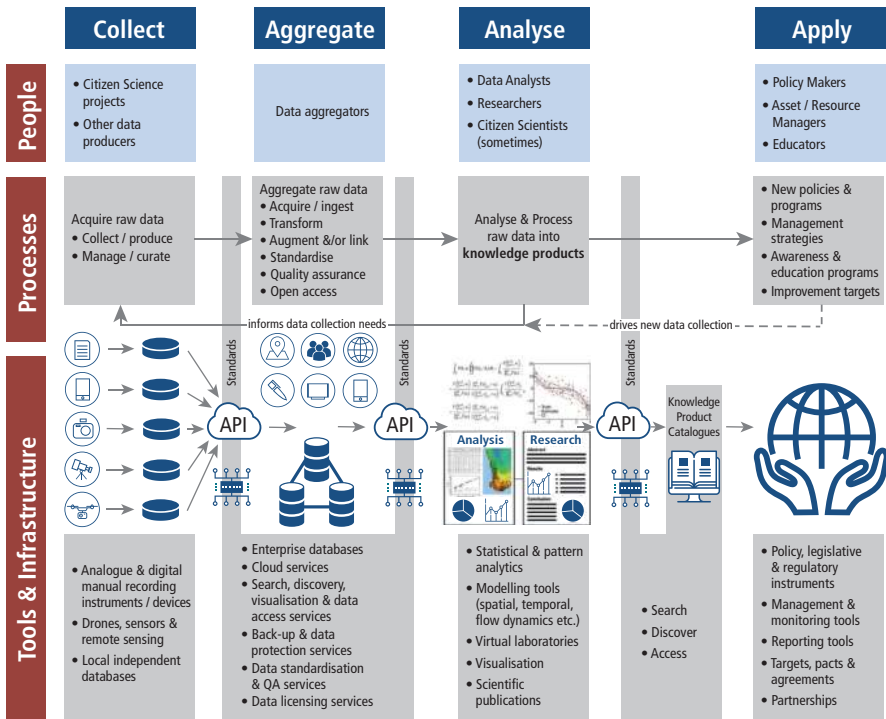 Collect
Aggregate
Analyse
Apply
People
• Citizen Science
projects
• Other data
producers
Data aggregators
• Data Analysts
• Researchers
• Citizen Scientists
(sometimes)
• Policy Makers
• Asset / Resource
Managers
• Educators
Processes
Acquire raw data
• Collect / produce
• Manage / curate
Aggregate raw data
• Acquire / ingest
• Transform
• Augment &/or link
• Standardise
• Quality assurance
• Open access
Analyse & Process
raw data into
knowledge products
• New policies &
programs
• Management
strategies
• Awareness &
education programs
• Improvement targets
informs data collection needs
drives new data collection
Tools & Infrastructure
Standards
Standards
Standards
API
API
API
Analysis
Research
Abstract
Results
Knowledge
Product
Catalogues
• Analogue & digital
manual recording
instruments / devices
• Drones, sensors &
remote sensing
• Local independent
databases
• Enterprise databases
• Cloud services
• Search, discovery,
visualisation & data
access services
• Back-up & data
protection services
• Data standardisation
& QA services
• Data licensing services
• Statistical & pattern
analytics
• Modelling tools
(spatial, temporal,
flow dynamics etc.)
• Virtual laboratories
• Visualisation
• Scientific
publications
• Search
• Discover
• Access
• Policy, legislative
& regulatory
instruments
• Management &
monitoring tools
• Reporting tools
• Targets, pacts &
agreements
• Partnerships